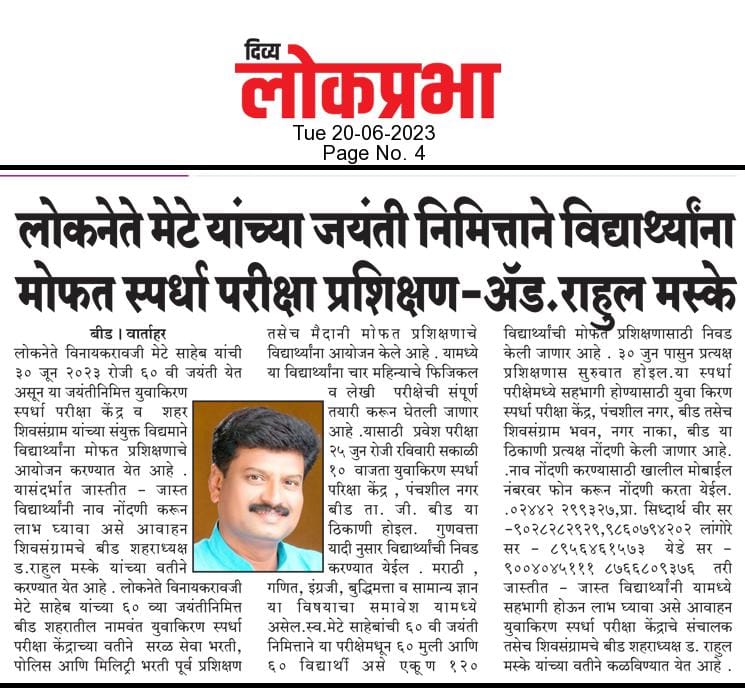 दिव्य
लोकप्रभा
Tue 20-06-2023
Page No. 4
लोकनेते मेटे यांच्या जयंती निमित्ताने विद्यार्थ्यांना
मोफत स्पर्धा परीक्षा प्रशिक्षण-ॲड.राहुल मस्के
बीड । वार्ताहर
लोकनेते विनायकरावजी मेटे साहेब यांची
३० जून २०२३ रोजी ६० वी जयंती येत
असून या जयंतीनिमित्त युवाकिरण
स्पर्धा परीक्षा केंद्र व शहर
शिवसंग्राम यांच्या संयुक्त विद्यमाने
विद्यार्थ्यांना मोफत प्रशिक्षणाचे
आयोजन करण्यात येत आहे .
यासंदर्भात जास्तीत - जास्त
विद्यार्थ्यांनी नाव नोंदणी करून
लाभ घ्यावा असे आवाहन
शिवसंग्रामचे बीड शहराध्यक्ष
ड.राहुल मस्के यांच्या वतीने
करण्यात येत आहे . लोकनेते विनायकरावजी
मेटे साहेब यांच्या ६० व्या जयंतीनिमित्त
बीड शहरातील नामवंत युवाकिरण स्पर्धा
परीक्षा केंद्राच्या वतीने सरळ सेवा भरती,
पोलिस आणि मिलिट्री भरती पूर्व प्रशिक्षण
तसेच मैदानी मोफत प्रशिक्षणाचे
विद्यार्थ्यांना आयोजन केले आहे . यामध्ये
या विद्यार्थ्यांना चार महिन्याचे फिजिकल
व लेखी परीक्षेची संपूर्ण
तयारी करून घेतली जाणार
आहे .यासाठी प्रवेश परीक्षा
२५ जुन रोजी रविवारी सकाळी
१० वाजता युवाकिरण स्पर्धा
परिक्षा केंद्र , पंचशील नगर
बीड ता. जी. बीड या
ठिकाणी होइल. गुणवत्ता
यादी नुसार विद्यार्थ्यांची निवड
करण्यात येईल . मराठी ,
गणित, इंग्रजी, बुद्धिमत्ता व सामान्य ज्ञान
या विषयाचा समावेश यामध्ये
असेल.स्व.मेटे साहेबांची ६० वी जयंती
निमित्ताने या परीक्षेमधून ६० मुली आणि
६० विद्यार्थी असे एकूण १२०
विद्यार्थींची मोफत प्रशिक्षणासाठी निवड
केली जाणार आहे . ३० जुन पासुन प्रत्यक्ष
प्रशिक्षणास सुरुवात होइल.या स्पर्धा
परीक्षेमध्ये सहभागी होण्यासाठी युवा किरण
स्पर्धा परीक्षा केंद्र, पंचशील नगर, बीड तसेच
शिवसंग्राम भवन, नगर नाका, बीड या
ठिकाणी प्रत्यक्ष नोंदणी केली जाणार आहे.
.नाव नोंदणी करण्यासाठी खालील मोबाईल
नंबरवर फोन करून नोंदणी करता येईल.
.०२४४२ २९९३२७,प्रा. सिध्दार्थ वीर सर
-९०२८२८२९२९,९८६०७९४२०२ लांगोरे
सर - ८९५६४६१५७३ येडे सर -
९००४०४५१११ ८७६६८०९३७६ तरी
जास्तीत - जास्त विद्यार्थ्यांनी यामध्ये
सहभागी होऊन लाभ घ्यावा असे आवाहन
युवाकिरण स्पर्धा परीक्षा केंद्राचे संचालक
तसेच शिवसंग्रामचे बीड शहराध्यक्ष ड. राहुल
मस्के यांच्या वतीने कळविण्यात येत आहे .